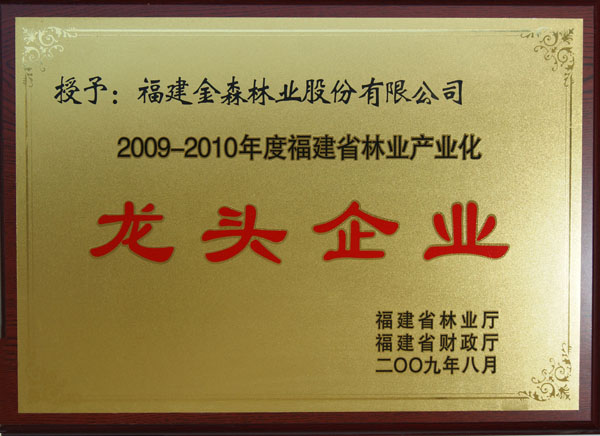 授予：福建金森林业股份有限公司
2009-2010年度福建省林业产业化
龙头企业
福建省林业厅
福建省财政厅
二〇〇九年八月